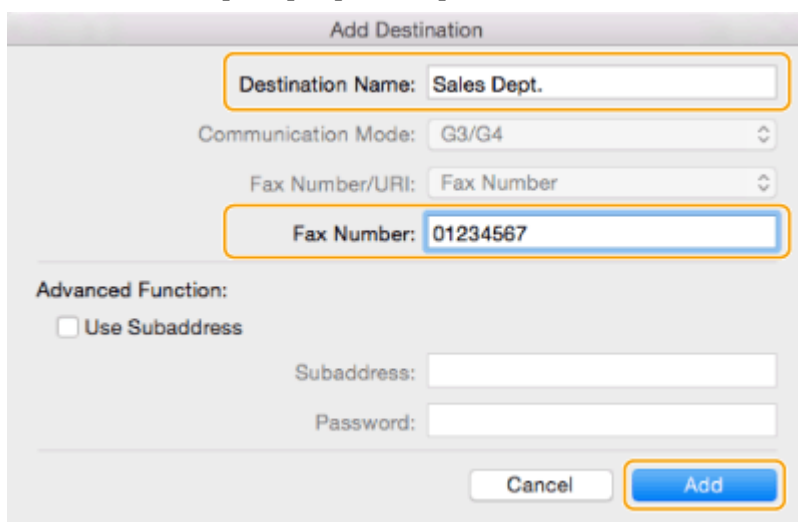 Add Destination
Destination Name: Sales Dept.
Communication Mode: G3/G4
Fax Number/URI: Fax Number
Fax Number: 01234567
Advanced Function:
Use Subaddress
Subaddress:
Password:
Cancel Add